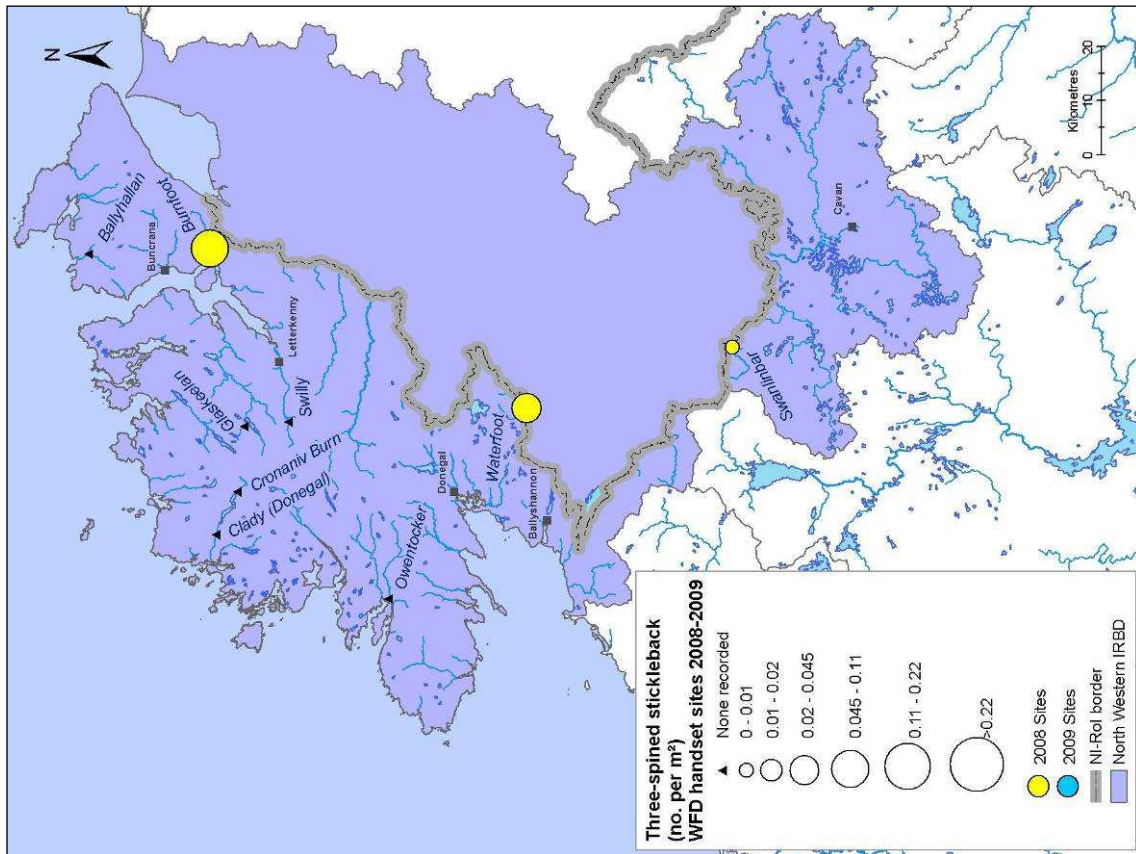 N
Ballyhallan
Burnfoot
Buncrana
Glaskeelan
Letterkenny
Swilly
Cronaniv Burn
Clady (Donegal)
Owentocker
Donegal
Waterfoot
Ballyshannon
Swanlinbar
Cavan
Kilometres
0 10 20
Three-spined stickleback
(no. per m²)
WFD handset sites 2008-2009
None recorded
0 - 0.01
0.01 - 0.02
0.02 - 0.045
0.045 - 0.11
0.11 - 0.22
>0.22
2008 Sites
2009 Sites
NI-RoI border
North Western IRBD